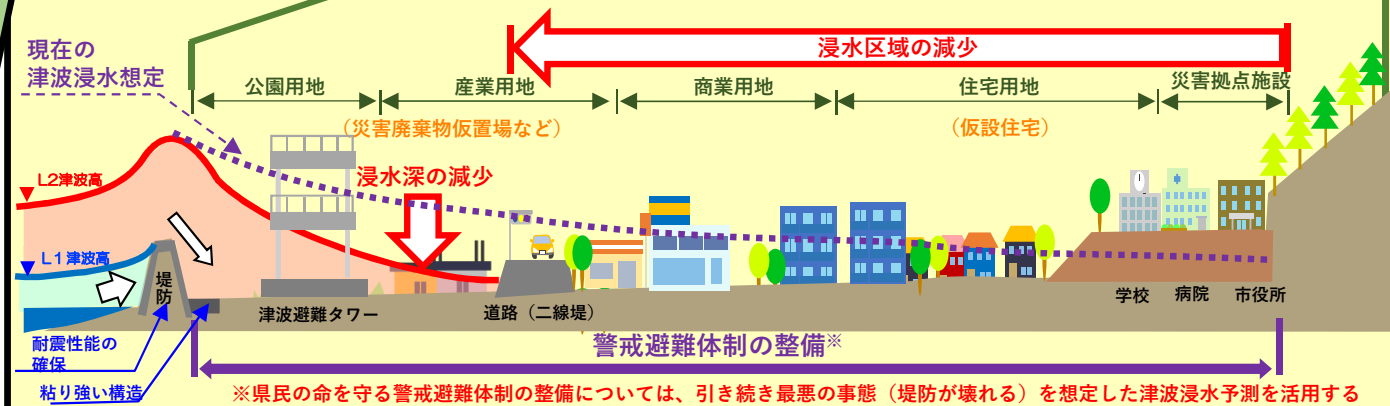 浸水区域の減少
現在の
津波浸水想定
公園用地
産業用地
商業用地
住宅用地
災害拠点施設
（災害廃棄物仮置場など）
（仮設住宅）
浸水深の減少
L2津波高
L1津波高
堤防
津波避難タワー
道路（二線堤）
学校
病院
市役所
耐震性能の
確保
粘り強い構造
警戒避難体制の整備※
※県民の命を守る警戒避難体制の整備については、引き続き最悪の事態（堤防が壊れる）を想定した津波浸水予測を活用する